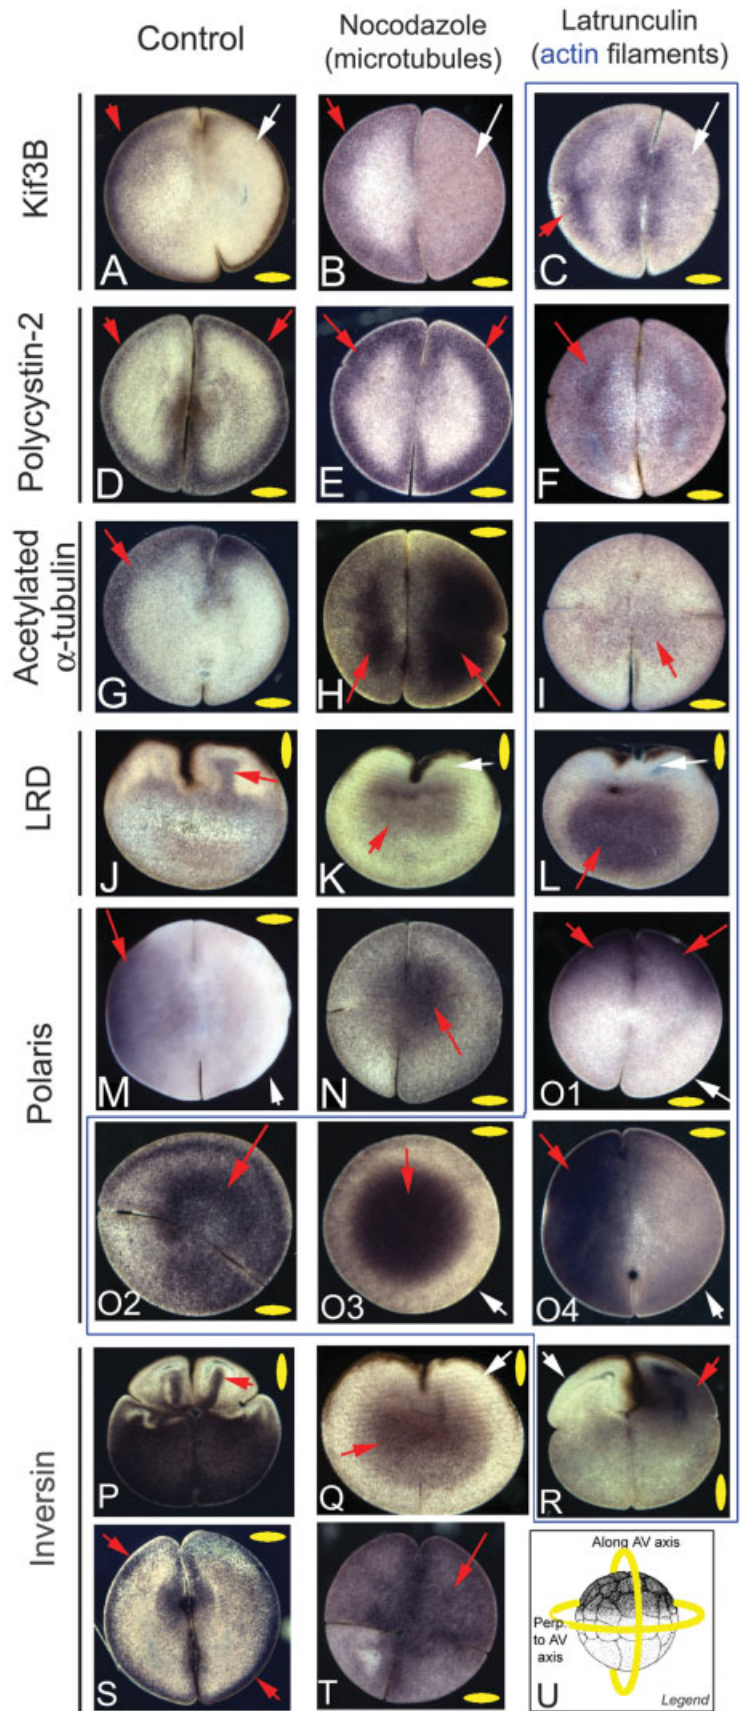 Control
Nocodazole
(microtubules)
Latrunculin
(actin filaments)
Kif3B
A
B
C
Polycystin-2
D
E
F
Acetylated
α-tubulin
G
H
I
LRD
J
K
L
Polaris
M
N
O1
O2
O3
O4
Inversin
P
Q
R
S
T
Along AV axis
Perp.
to AV
axis
U
Legend